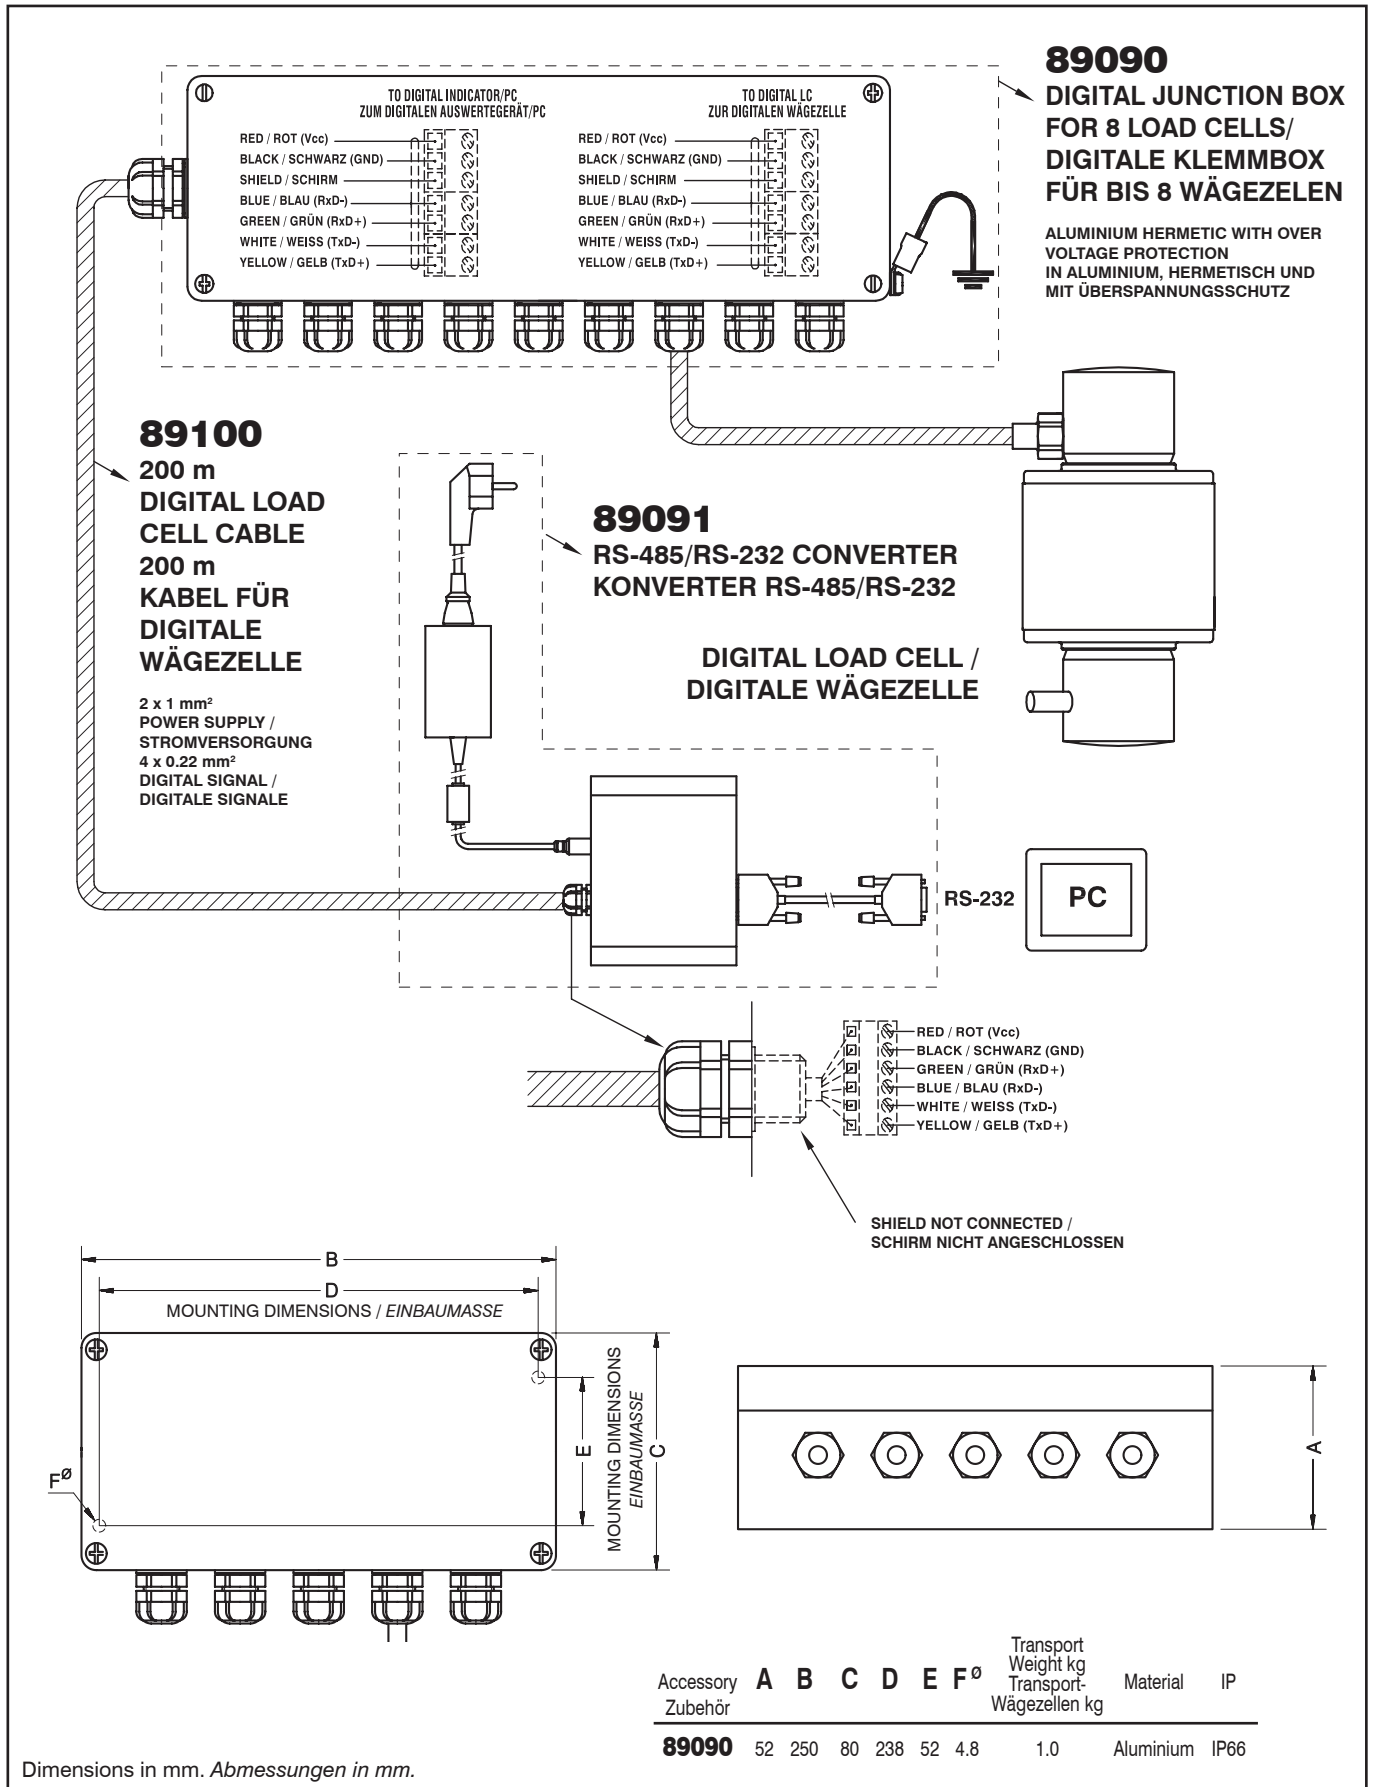 89090
DIGITAL JUNCTION BOX
FOR 8 LOAD CELLS/
DIGITALE KLEMMBOX
FÜR BIS 8 WÄGEZELEN
ALUMINIUM HERMETIC WITH OVER
VOLTAGE PROTECTION
IN ALUMINIUM, HERMETISCH UND
MIT ÜBERSPANNUNGSSCHUTZ
TO DIGITAL INDICATOR/PC
ZUM DIGITALEN AUSWERTEGERÄT/PC
RED / ROT (Vcc)
BLACK / SCHWARZ (GND)
SHIELD / SCHIRM
BLUE / BLAU (RxD-)
GREEN / GRÜN (RxD+)
WHITE / WEISS (TxD-)
YELLOW / GELB (TxD+)
TO DIGITAL LC
ZUR DIGITALEN WÄGEZELLE
RED / ROT (Vcc)
BLACK / SCHWARZ (GND)
SHIELD / SCHIRM
BLUE / BLAU (RxD-)
GREEN / GRÜN (RxD+)
WHITE / WEISS (TxD-)
YELLOW / GELB (TxD+)
89100
200 m
DIGITAL LOAD
CELL CABLE
200 m
KABEL FÜR
DIGITALE
WÄGEZELLE
2 x 1 mm²
POWER SUPPLY /
STROMVERSORGUNG
4 x 0.22 mm²
DIGITAL SIGNAL /
DIGITALE SIGNALE
89091
RS-485/RS-232 CONVERTER
KONVERTER RS-485/RS-232
DIGITAL LOAD CELL /
DIGITALE WÄGEZELLE
RS-232
PC
RED / ROT (Vcc)
BLACK / SCHWARZ (GND)
GREEN / GRÜN (RxD+)
BLUE / BLAU (RxD-)
WHITE / WEISS (TxD-)
YELLOW / GELB (TxD+)
SHIELD NOT CONNECTED /
SCHIRM NICHT ANGESCHLOSSEN
B
D
MOUNTING DIMENSIONS / EINBAUMASSE
E
MOUNTING DIMENSIONS
EINBAUMASSE
C
FØ
A
Accessory Zubehör A B C D E FØ Transport Weight kg Transport-Wägezellen kg Material IP
89090 52 250 80 238 52 4.8 1.0 Aluminium IP66
Dimensions in mm. Abmessungen in mm.